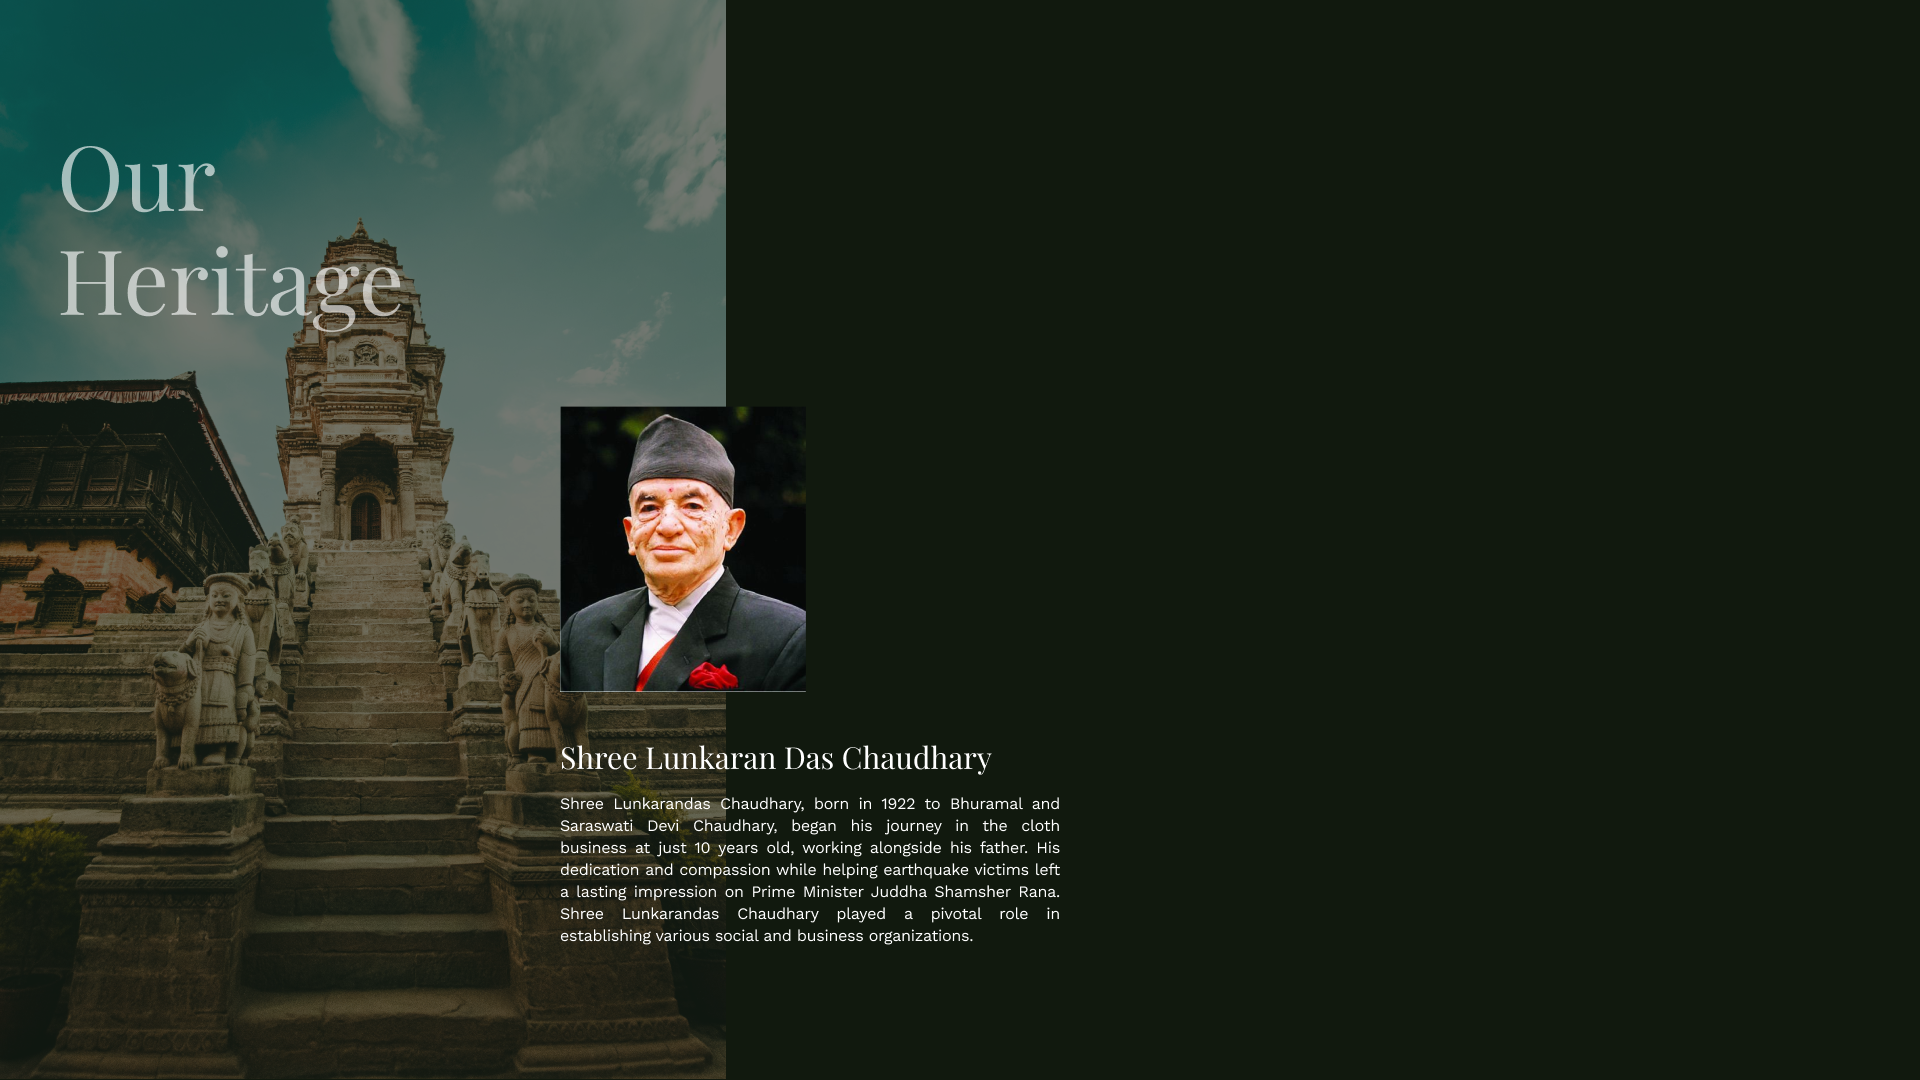 Our
Heritage
Shree Lunkaran Das Chaudhary
Shree Lunkarandas Chaudhary, born in 1922 to Bhuramal and
Saraswati Devi Chaudhary, began his journey in the cloth
business at just 10 years old, working alongside his father. His
dedication and compassion while helping earthquake victims left
a lasting impression on Prime Minister Juddha Shamsher Rana.
Shree Lunkarandas Chaudhary played a pivotal role in
establishing various social and business organizations.